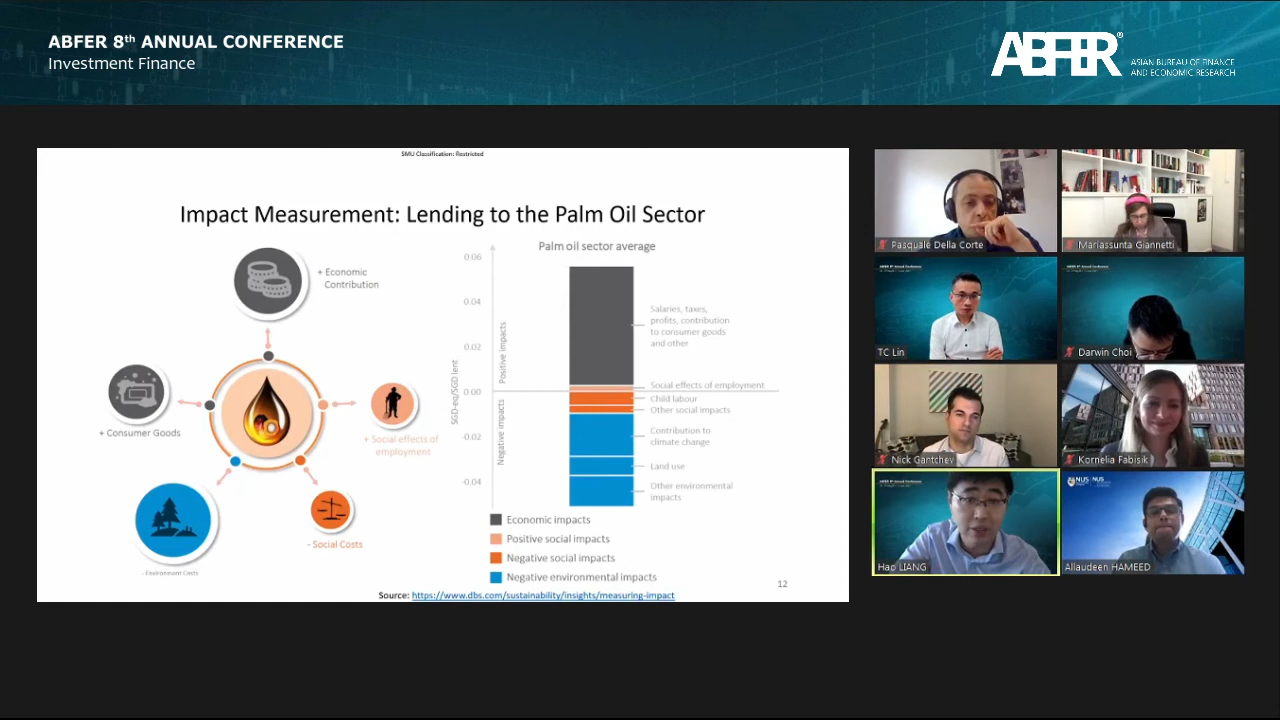 ABFER 8th ANNUAL CONFERENCE
Investment Finance
ABFER®
ASIAN BUREAU OF FINANCE
AND ECONOMIC RESEARCH
SMU Classification: Restricted
Impact Measurement: Lending to the Palm Oil Sector
+ Economic
Contribution
+ Consumer Goods
+ Social effects of
employment
- Social Costs
- Environment Costs
Palm oil sector average
0.06
0.04
0.02
0.00
-0.02
-0.04
SGD-eq/SGD lent
Positive impacts
Negative impacts
Salaries, taxes,
profits, contribution
to consumer goods
and other
Social effects of employment
Child labour
Other social impacts
Contribution to
climate change
Land use
Other environmental
impacts
Economic impacts
Positive social impacts
Negative social impacts
Negative environmental impacts
12
Source: https://www.dbs.com/sustainability/insights/measuring-impact
Pasquale Della Corte
Mariassunta Giannetti
TC Lin
Darwin Choi
Nick Gantchev
Kornelia Fabisik
Hao LIANG
NUS
NUS
Allaudeen HAMEED